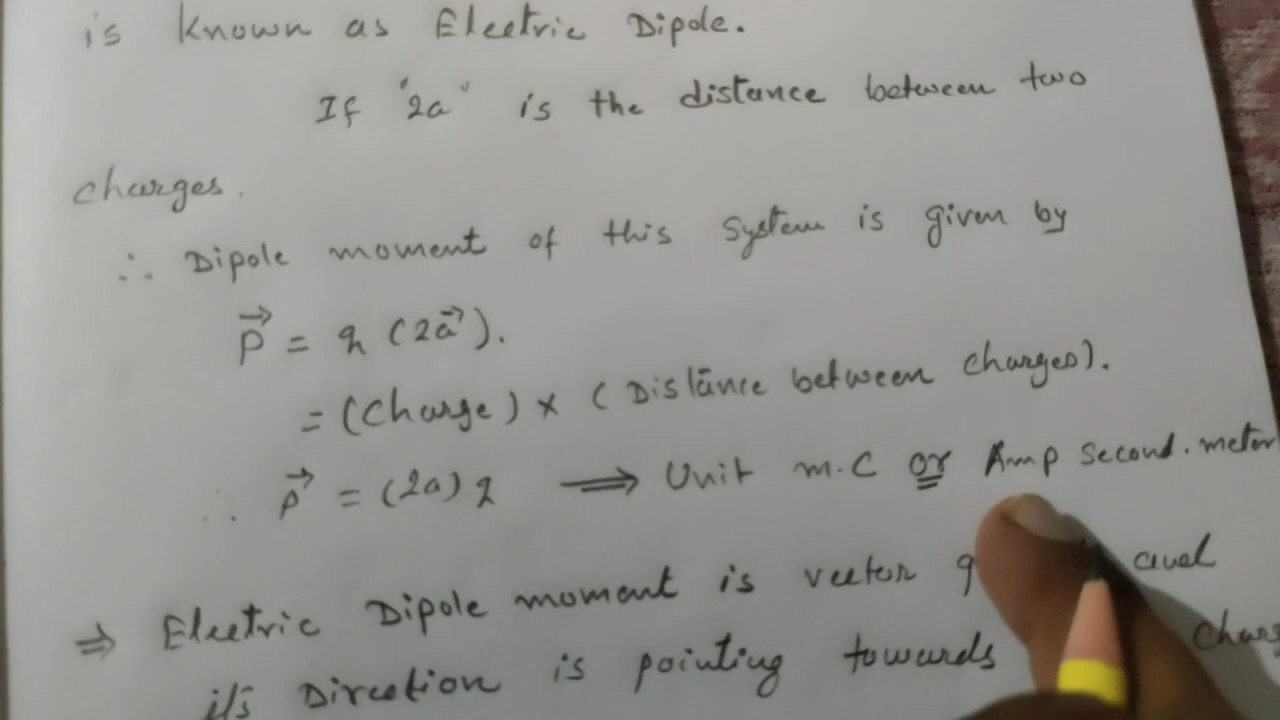 is known as Electric Dipole.
If "2a" is the distance between two
charges.
∴ Dipole moment of this System is given by
P⃗ = q (2a⃗).
= (Charge) × (Distance between charges).
∴ P⃗ = (2a) q ⟹ Unit m.C or Amp second.meter
⇒ Electric Dipole moment is vector and
it's Direction is pointing towards